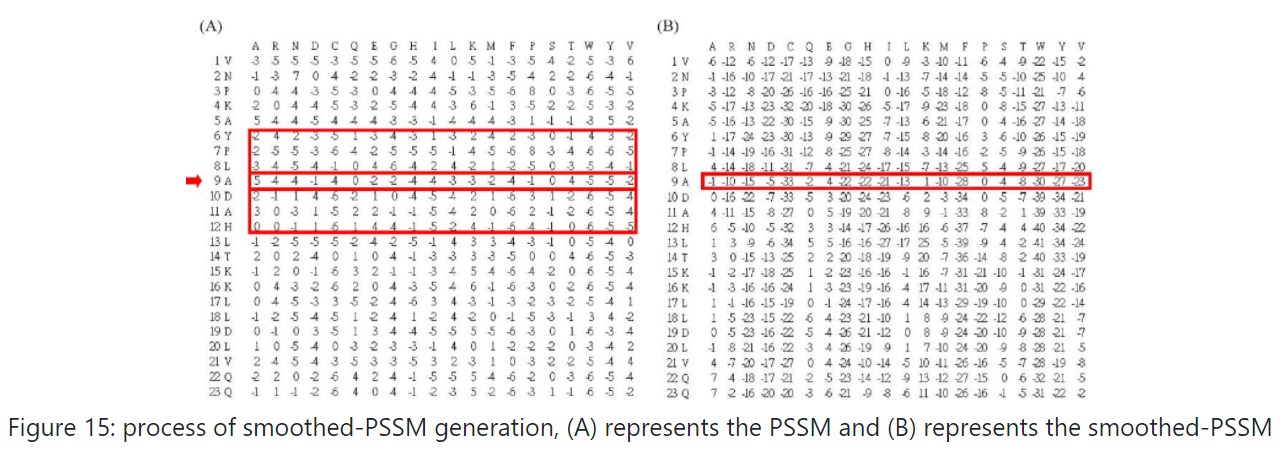 (A)
A R N D C Q E G H I L K M F P S T W Y V
1 V -3 -5 -5 -5 -3 -5 -5 -6 -5 4 0 -5 -1 -3 -5 -4 -2 -5 -3 6
2 N -1 -3 7 0 -4 -2 -2 -3 -2 -4 -1 -1 -3 -5 -4 2 -2 -6 -4 -1
3 P -0 -4 -4 -3 -5 -3 0 -4 -4 -4 -5 -3 -5 -6 8 0 -3 -6 -5 -5
4 K -2 0 -4 -4 -5 -3 -2 -5 -4 -4 -3 6 -1 3 -5 -2 -2 -5 -3 -2
5 A 5 -4 -4 -5 -4 -4 -4 -3 -3 -1 -4 -4 -4 -3 -1 -1 -1 -3 5 -2
6 Y -2 4 2 -3 -5 1 -3 -4 -3 -1 -3 2 -4 2 -3 0 -1 4 3 -2
7 P -2 -5 -5 -3 -6 -4 -2 -5 -5 -5 -1 -4 -5 -6 8 -3 -4 -6 -6 -5
8 L -3 -4 -5 -4 -1 0 -4 -6 -4 2 4 -2 1 -2 -5 0 -3 -5 -4 -1
9 A 5 -4 -4 -1 -4 0 -2 -2 -4 -4 -3 -3 -2 -4 -1 0 4 -5 -5 -2
10 D -2 -1 1 4 -6 -2 1 0 4 -5 -4 2 1 -6 -3 1 -2 -6 -5 -4
11 A 3 0 -3 1 -5 2 2 -1 -1 -5 -4 2 0 -6 2 -1 -2 -6 -5 -4
12 H 0 0 -1 1 -6 1 4 4 -1 -5 -2 4 1 -6 -4 -1 0 -6 -5 -5
13 L -1 -2 -5 -5 -5 -2 -4 2 -5 -1 4 3 3 -4 -3 -1 0 -5 -4 0
14 T 2 0 2 -4 0 1 0 4 -1 -3 -3 3 -3 -5 0 0 4 -6 -5 -3
15 K -1 2 0 -1 -6 3 2 -1 -1 -3 -4 5 -4 -6 -4 -2 0 -6 -5 -4
16 K 0 4 -3 -2 -6 2 0 4 -3 -5 -4 6 -1 -6 -3 0 -2 -6 -5 -4
17 L 0 4 -5 -3 3 -5 -2 -4 -6 3 4 -3 -1 -3 -2 -3 -2 -5 -4 1
18 L -1 -2 -5 -4 -5 1 -2 -4 1 -2 4 -2 0 -1 -5 -3 -1 3 4 -2
19 D 0 -1 0 3 -5 1 3 4 -4 -5 -5 5 -5 -6 -3 0 1 -6 -3 -4
20 L 1 0 -5 -4 0 -3 -2 -3 -3 -1 4 0 1 -2 -2 -2 0 -3 -4 2
21 V 2 -4 -5 -4 -3 -5 -3 -3 -5 3 2 -3 1 0 -3 -2 -2 -5 -4 4
22 Q -2 2 0 -2 -6 4 2 -4 -1 -5 -5 5 -4 -6 -2 0 -3 -6 -5 -4
23 Q -1 1 -1 -2 -6 4 0 4 -1 -2 -3 5 -2 -6 -3 1 -1 -6 -5 -2
(B)
A R N D C Q E G H I L K M F P S T W Y V
1 V -6 -12 -6 -12 -17 -13 -9 -18 -15 0 -9 -3 -10 -11 -6 4 -9 -22 -15 -2
2 N -1 -16 -10 -17 -21 -17 -13 -21 -18 -1 -13 -7 -14 -14 -5 -5 -10 -25 -10 4
3 P -3 -12 -8 -20 -26 -16 -16 -25 -21 0 -16 -5 -18 -12 -8 -5 -11 -21 -7 -6
4 K -5 -17 -13 -23 -32 -20 -18 -30 -26 -5 -17 -9 -23 -18 0 -8 -15 -27 -13 -11
5 A -5 -16 -13 -22 -30 -15 -9 -30 -25 -7 -13 -6 -21 -17 0 4 -16 -27 -14 -18
6 Y 1 -17 -24 -23 -30 -13 -9 -29 -27 -7 -15 -8 -20 -16 3 -6 -10 -26 -15 -19
7 P -1 -14 -19 -16 -31 -12 -8 -25 -27 -8 -14 -3 -14 -16 2 -5 -9 -26 -15 -18
8 L 4 -14 -18 -11 -31 -7 4 -21 -24 -17 -15 -7 -13 -25 5 4 -9 -27 -17 -20
9 A -1 -10 -15 -5 -33 -2 4 -22 -22 -21 -13 1 -10 -28 0 4 -8 -30 -27 -23
10 D 0 -16 -22 -7 -33 -5 3 -20 -24 -23 -6 2 -3 -34 0 -5 -7 -39 -34 -21
11 A 4 -11 -15 -8 -27 0 5 -19 -20 -21 -8 9 -1 -33 -8 -2 1 -39 -33 -19
12 H 6 -5 -10 -5 -32 3 3 -14 -17 -26 -16 16 -6 -37 -7 4 4 -40 -34 -22
13 L 1 3 -9 -6 -34 5 5 -16 -16 -27 -17 25 -5 -39 -9 4 -2 -41 -34 -24
14 T 3 0 -15 -13 -25 2 2 -20 -18 -19 -9 20 -7 -36 -14 -8 -2 -40 -33 -19
15 K -1 -2 -17 -18 -25 1 -2 -23 -16 -16 -1 16 -7 -31 -21 -10 -1 -31 -24 -17
16 K -1 -3 -16 -16 -24 1 -3 -23 -19 -16 4 17 -11 -31 -20 -9 0 -31 -22 -16
17 L 1 -1 -16 -15 -19 0 -1 -24 -17 -16 4 14 -13 -29 -19 -10 0 -29 -22 -14
18 L 1 -5 -23 -15 -22 -6 4 -23 -21 -10 1 8 -9 -24 -22 -12 -6 -28 -21 -7
19 D 0 -5 -23 -16 -22 -5 4 -26 -21 -12 0 8 -9 -24 -20 -10 -9 -28 -21 -7
20 L -1 -8 -21 -16 -22 -3 4 -26 -19 -9 1 7 -10 -24 -20 -9 -8 -28 -21 -5
21 V 4 -7 -20 -17 -27 0 4 -24 -10 -14 -5 10 -11 -26 -16 -5 -7 -28 -19 -8
22 Q 7 4 -18 -17 -21 -2 5 -23 -14 -12 -9 13 -12 -27 -15 0 -6 -32 -21 -5
23 Q 7 -2 -16 -20 -20 -3 6 -21 -9 -8 -6 11 -10 -26 -16 -1 -5 -31 -22 -2
Figure 15: process of smoothed-PSSM generation, (A) represents the PSSM and (B) represents the smoothed-PSSM